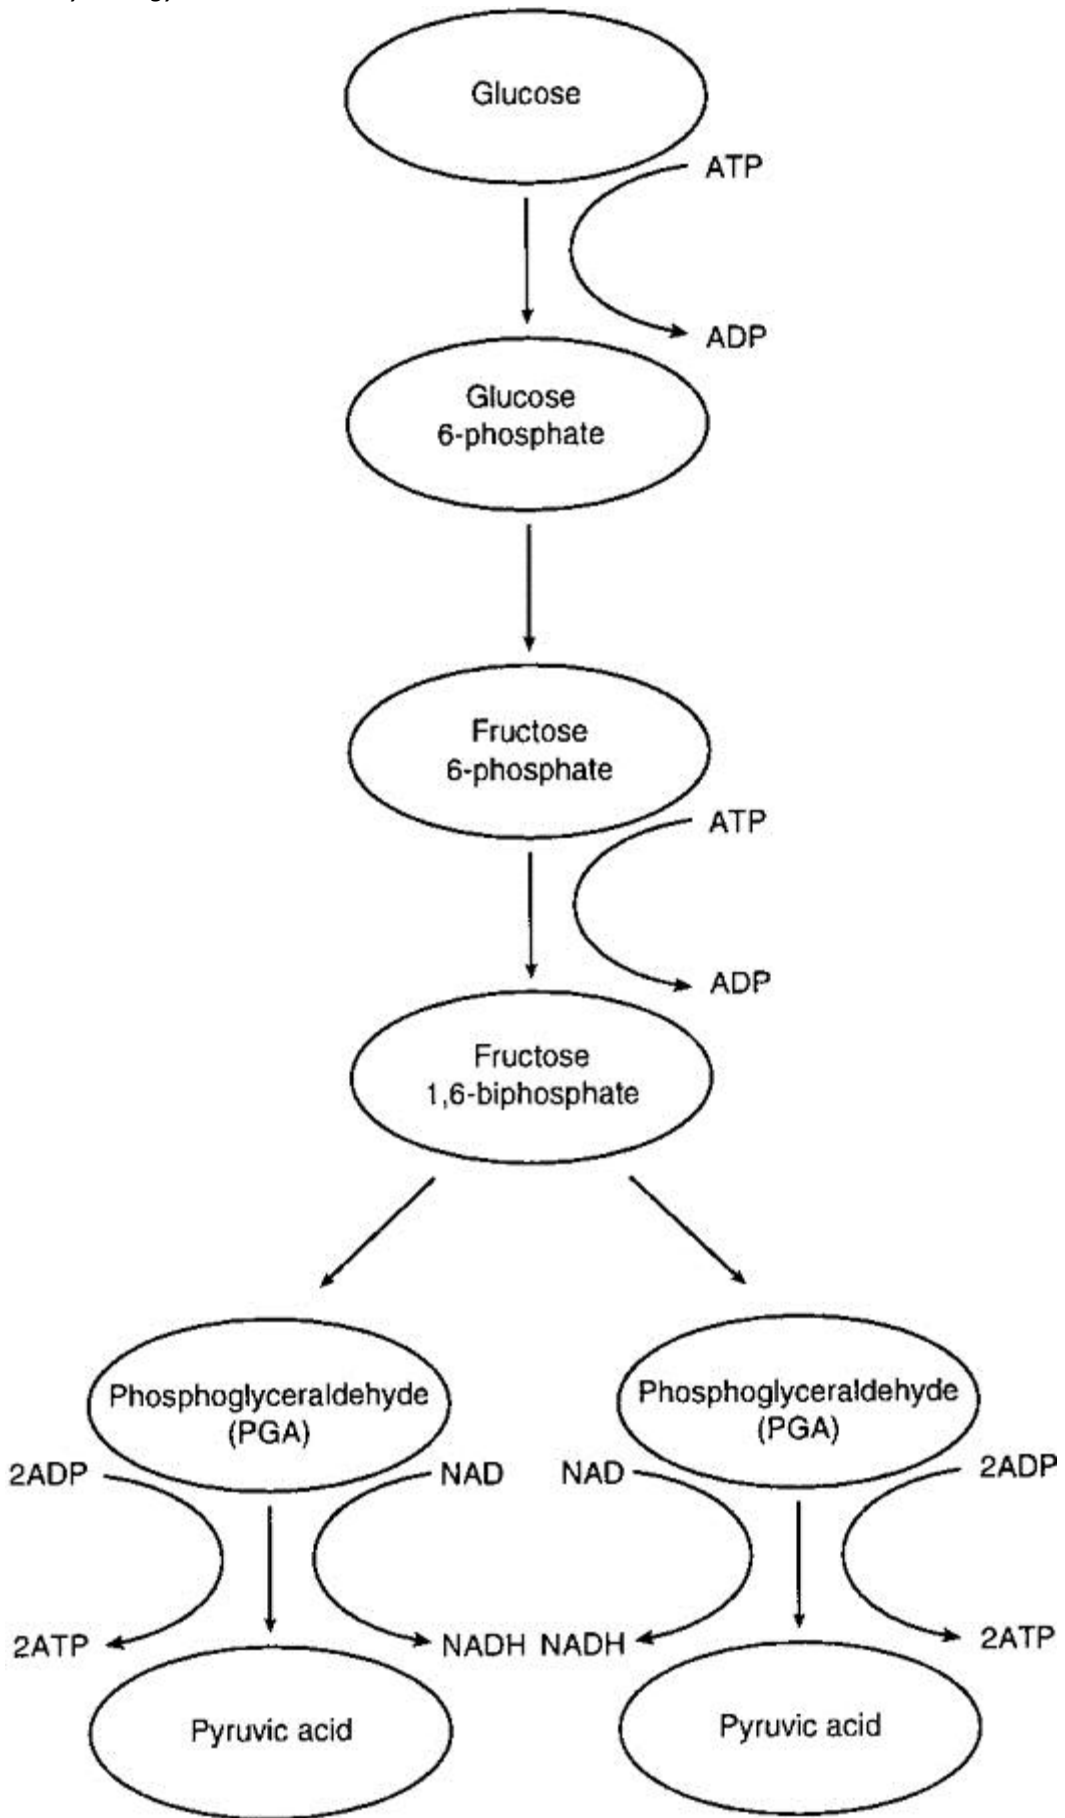 Glucose
ATP
ADP
Glucose
6-phosphate
Fructose
6-phosphate
ATP
ADP
Fructose
1,6-biphosphate
Phosphoglyceraldehyde
(PGA)
Phosphoglyceraldehyde
(PGA)
2ADP
NAD
NAD
2ADP
2ATP
NADH
NADH
2ATP
Pyruvic acid
Pyruvic acid